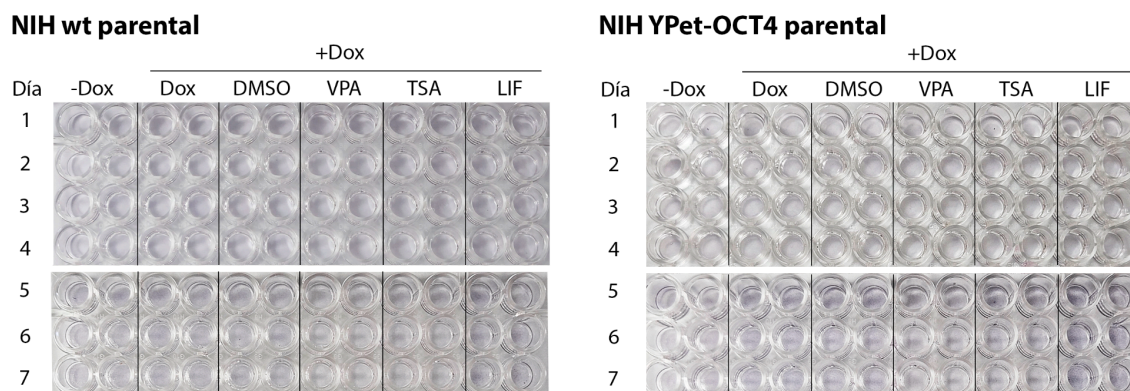 NIH wt parental
+Dox
Día -Dox Dox DMSO VPA TSA LIF
1
2
3
4
5
6
7
NIH YPet-OCT4 parental
+Dox
Día -Dox Dox DMSO VPA TSA LIF
1
2
3
4
5
6
7